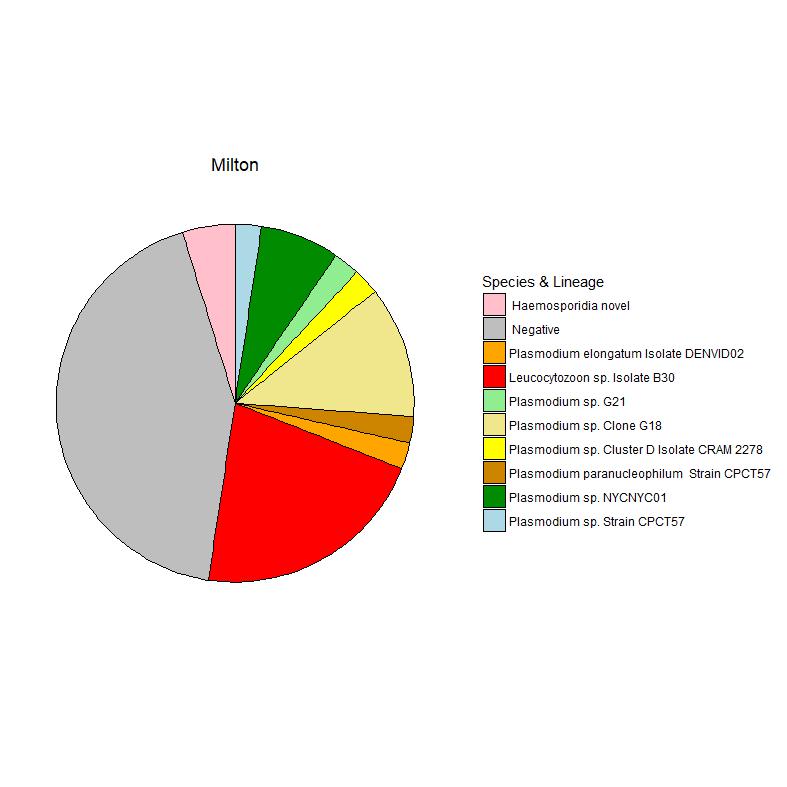 Milton
Species & Lineage
Haemosporidia novel
Negative
Plasmodium elongatum Isolate DENVID02
Leucocytozoon sp. Isolate B30
Plasmodium sp. G21
Plasmodium sp. Clone G18
Plasmodium sp. Cluster D Isolate CRAM 2278
Plasmodium paranucleophilum  Strain CPCT57
Plasmodium sp. NYCNYC01
Plasmodium sp. Strain CPCT57